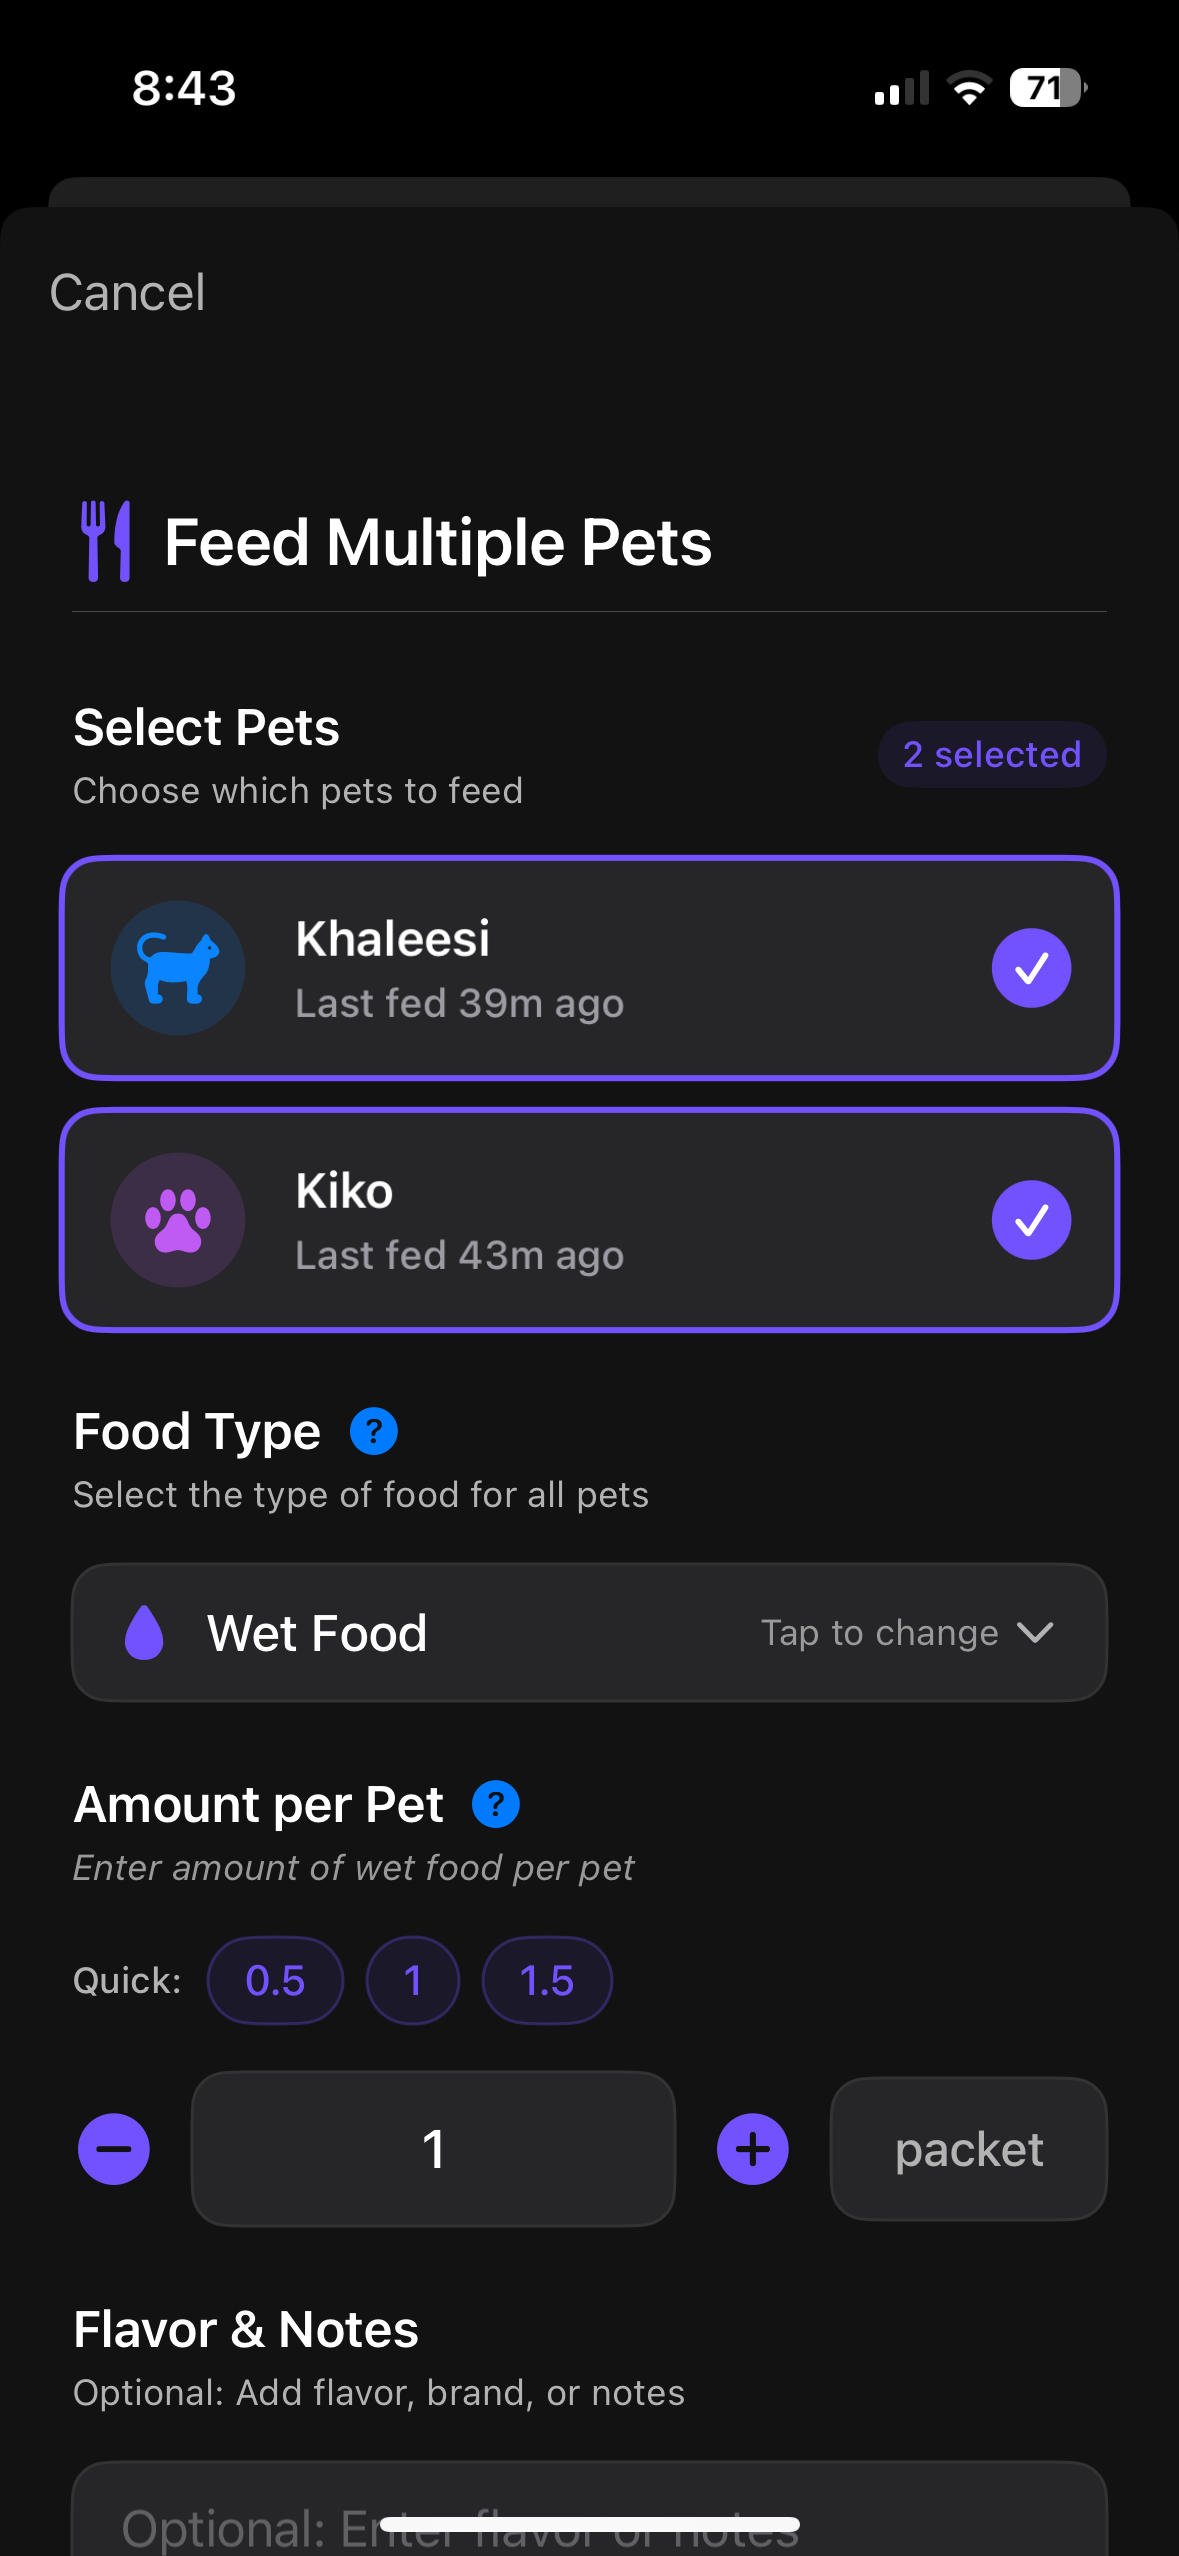 8:43
71
Cancel
Feed Multiple Pets
Select Pets
Choose which pets to feed
2 selected
Khaleesi
Last fed 39m ago
Kiko
Last fed 43m ago
Food Type ?
Select the type of food for all pets
Wet Food
Tap to change
Amount per Pet ?
Enter amount of wet food per pet
Quick: 0.5 1 1.5
1
packet
Flavor & Notes
Optional: Add flavor, brand, or notes
Optional: Enter flavor or notes